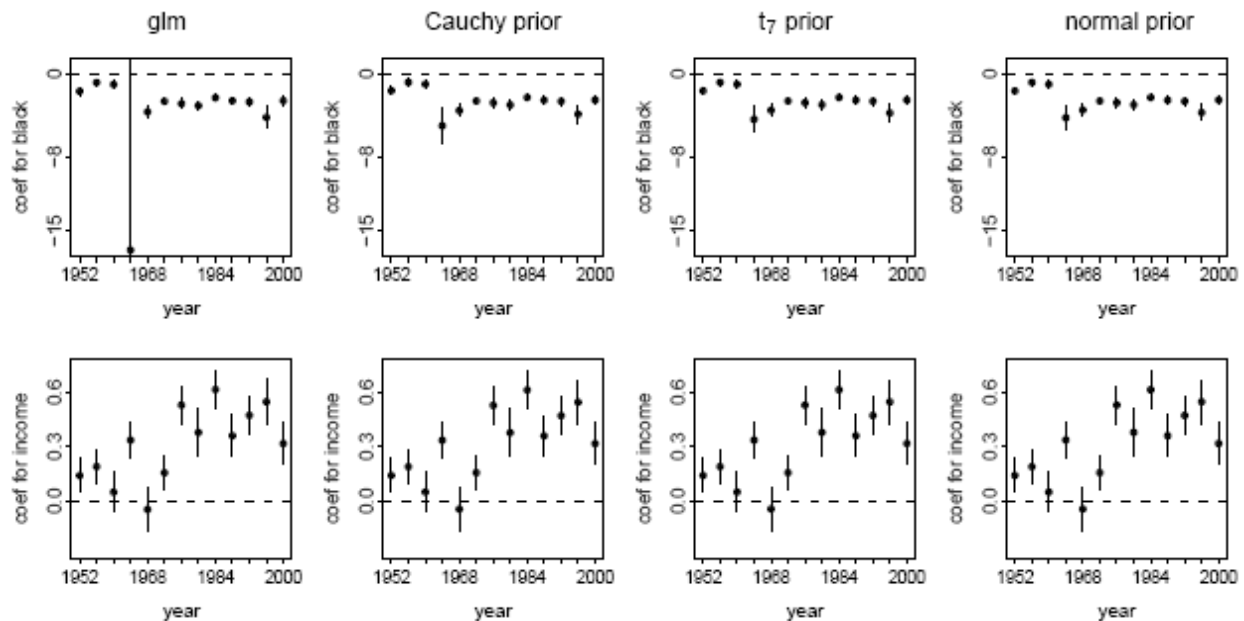 glm
Cauchy prior
t7 prior
normal prior
coef for black
0
−8
−15
1952
1968
1984
2000
year
coef for black
0
−8
−15
1952
1968
1984
2000
year
coef for black
0
−8
−15
1952
1968
1984
2000
year
coef for black
0
−8
−15
1952
1968
1984
2000
year
coef for income
0.6
0.3
0.0
1952
1968
1984
2000
year
coef for income
0.6
0.3
0.0
1952
1968
1984
2000
year
coef for income
0.6
0.3
0.0
1952
1968
1984
2000
year
coef for income
0.6
0.3
0.0
1952
1968
1984
2000
year